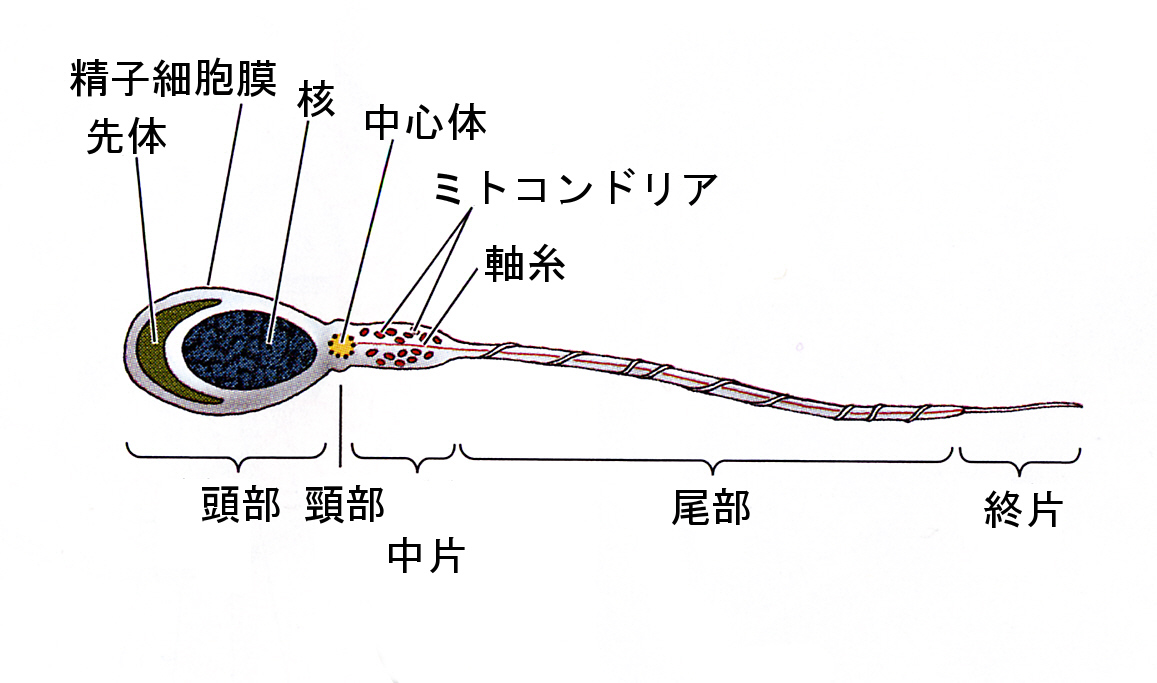 精子細胞膜
核
先体
中心体
ミトコンドリア
軸糸
頭部
頸部
中片
尾部
終片